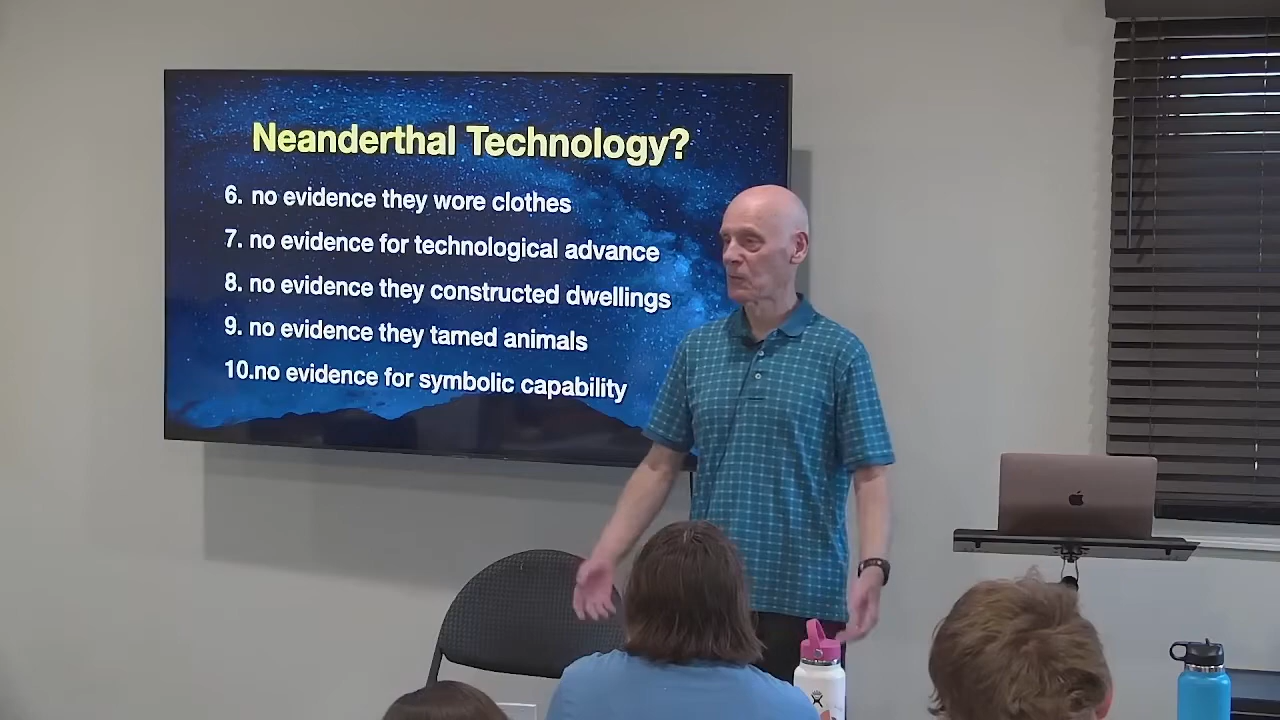 Neanderthal Technology?
6. no evidence they wore clothes
7. no evidence for technological advance
8. no evidence they constructed dwellings
9. no evidence they tamed animals
10.no evidence for symbolic capability